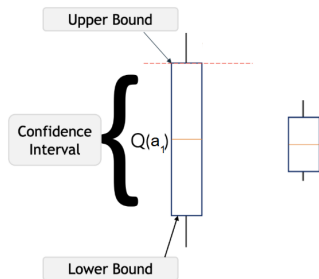 Upper Bound
Confidence
Interval
Q(a₁)
Lower Bound